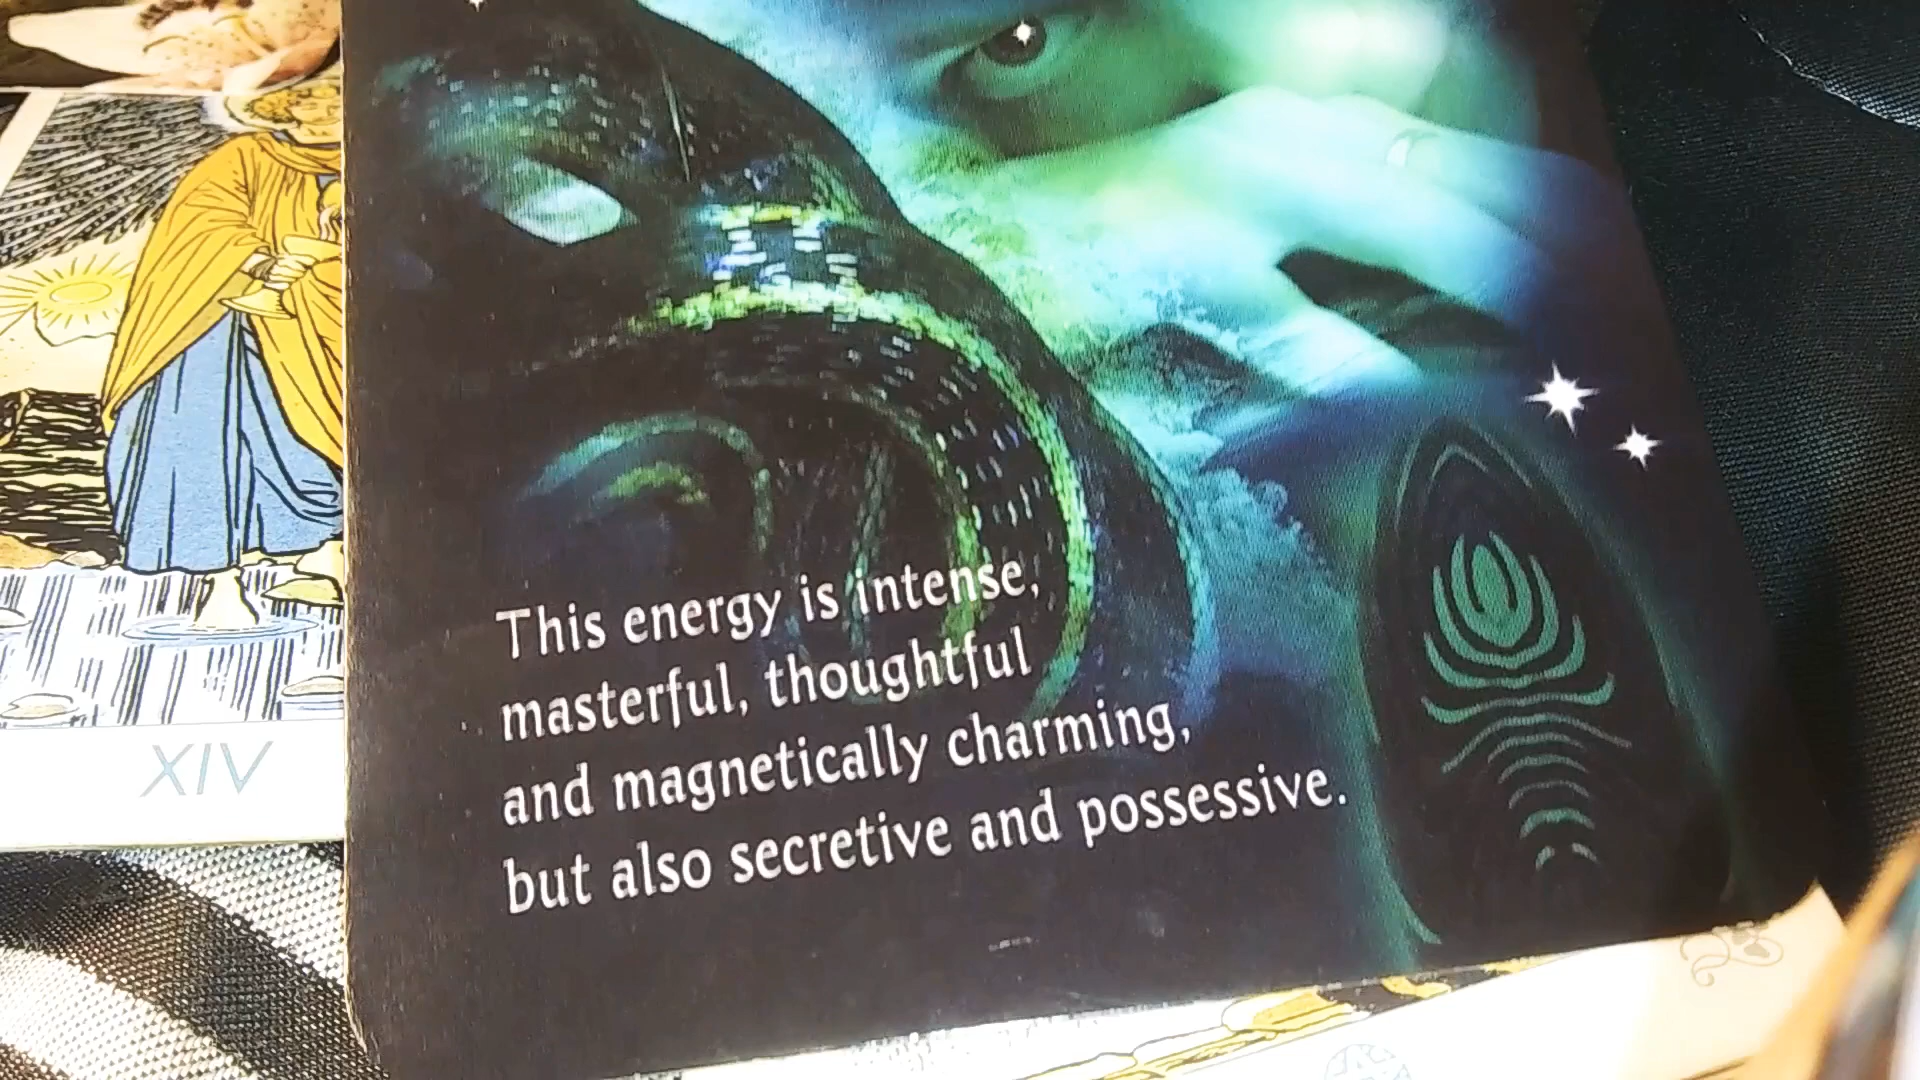 This energy is intense,
masterful, thoughtful
and magnetically charming,
but also secretive and possessive.
XIV